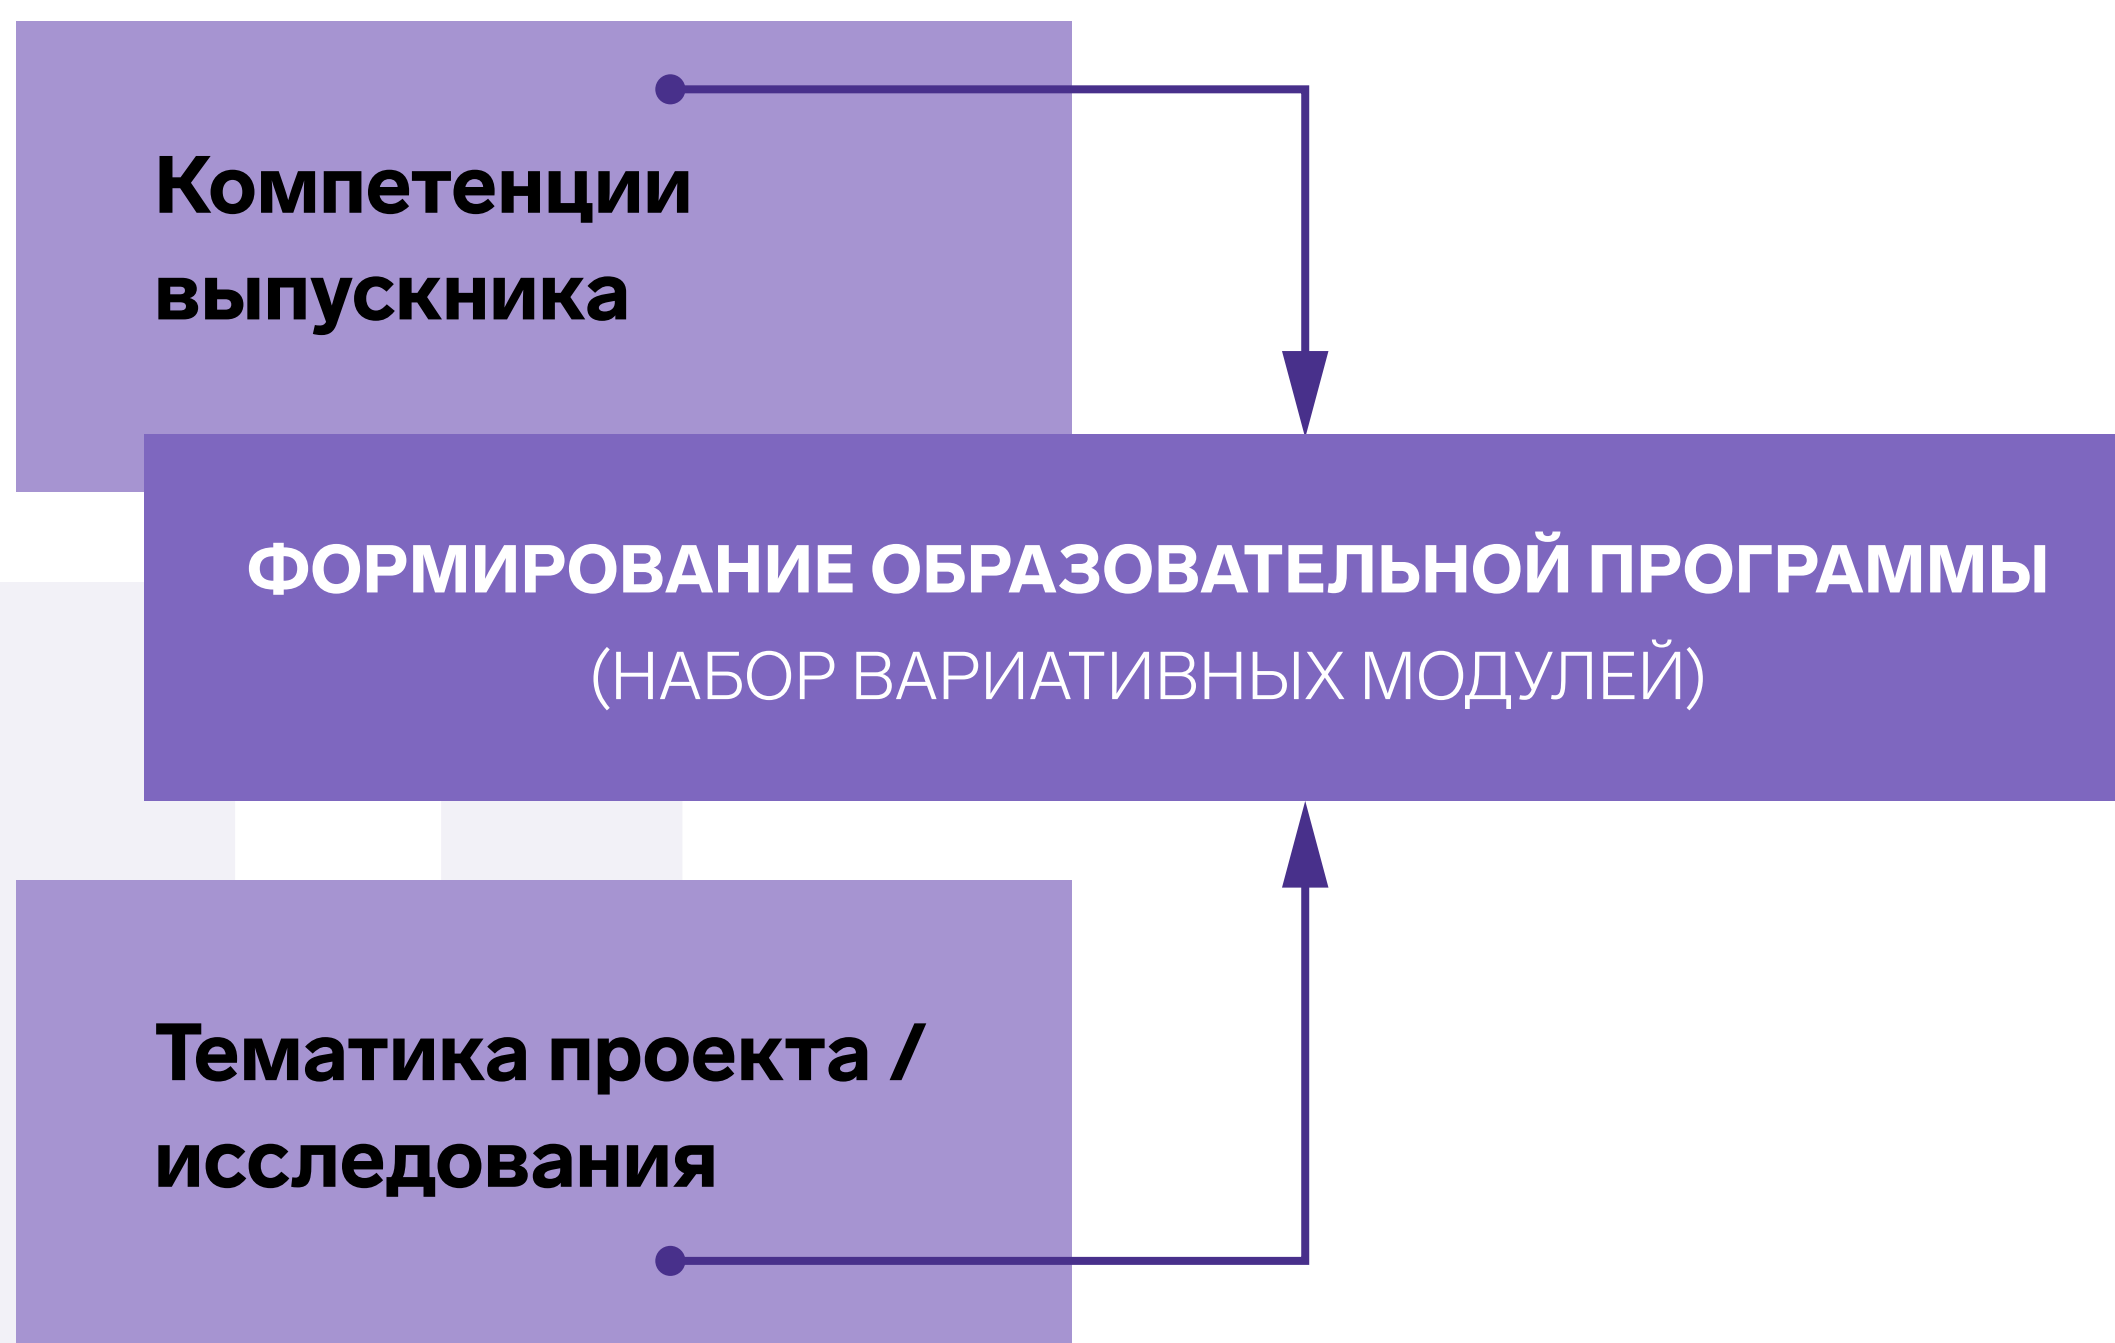 Компетенции
выпускника
ФОРМИРОВАНИЕ ОБРАЗОВАТЕЛЬНОЙ ПРОГРАММЫ
(НАБОР ВАРИАТИВНЫХ МОДУЛЕЙ)
Тематика проекта /
исследования